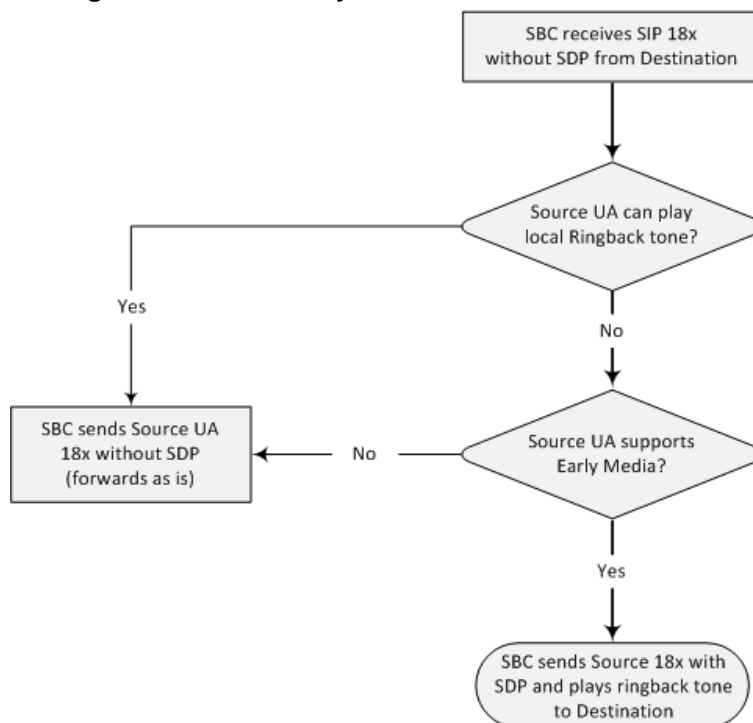 SBC receives SIP 18x
without SDP from Destination
Source UA can play
local Ringback tone?
Yes
No
SBC sends Source UA
18x without SDP
(forwards as is)
No
Source UA supports
Early Media?
Yes
SBC sends Source 18x with
SDP and plays ringback tone
to Destination